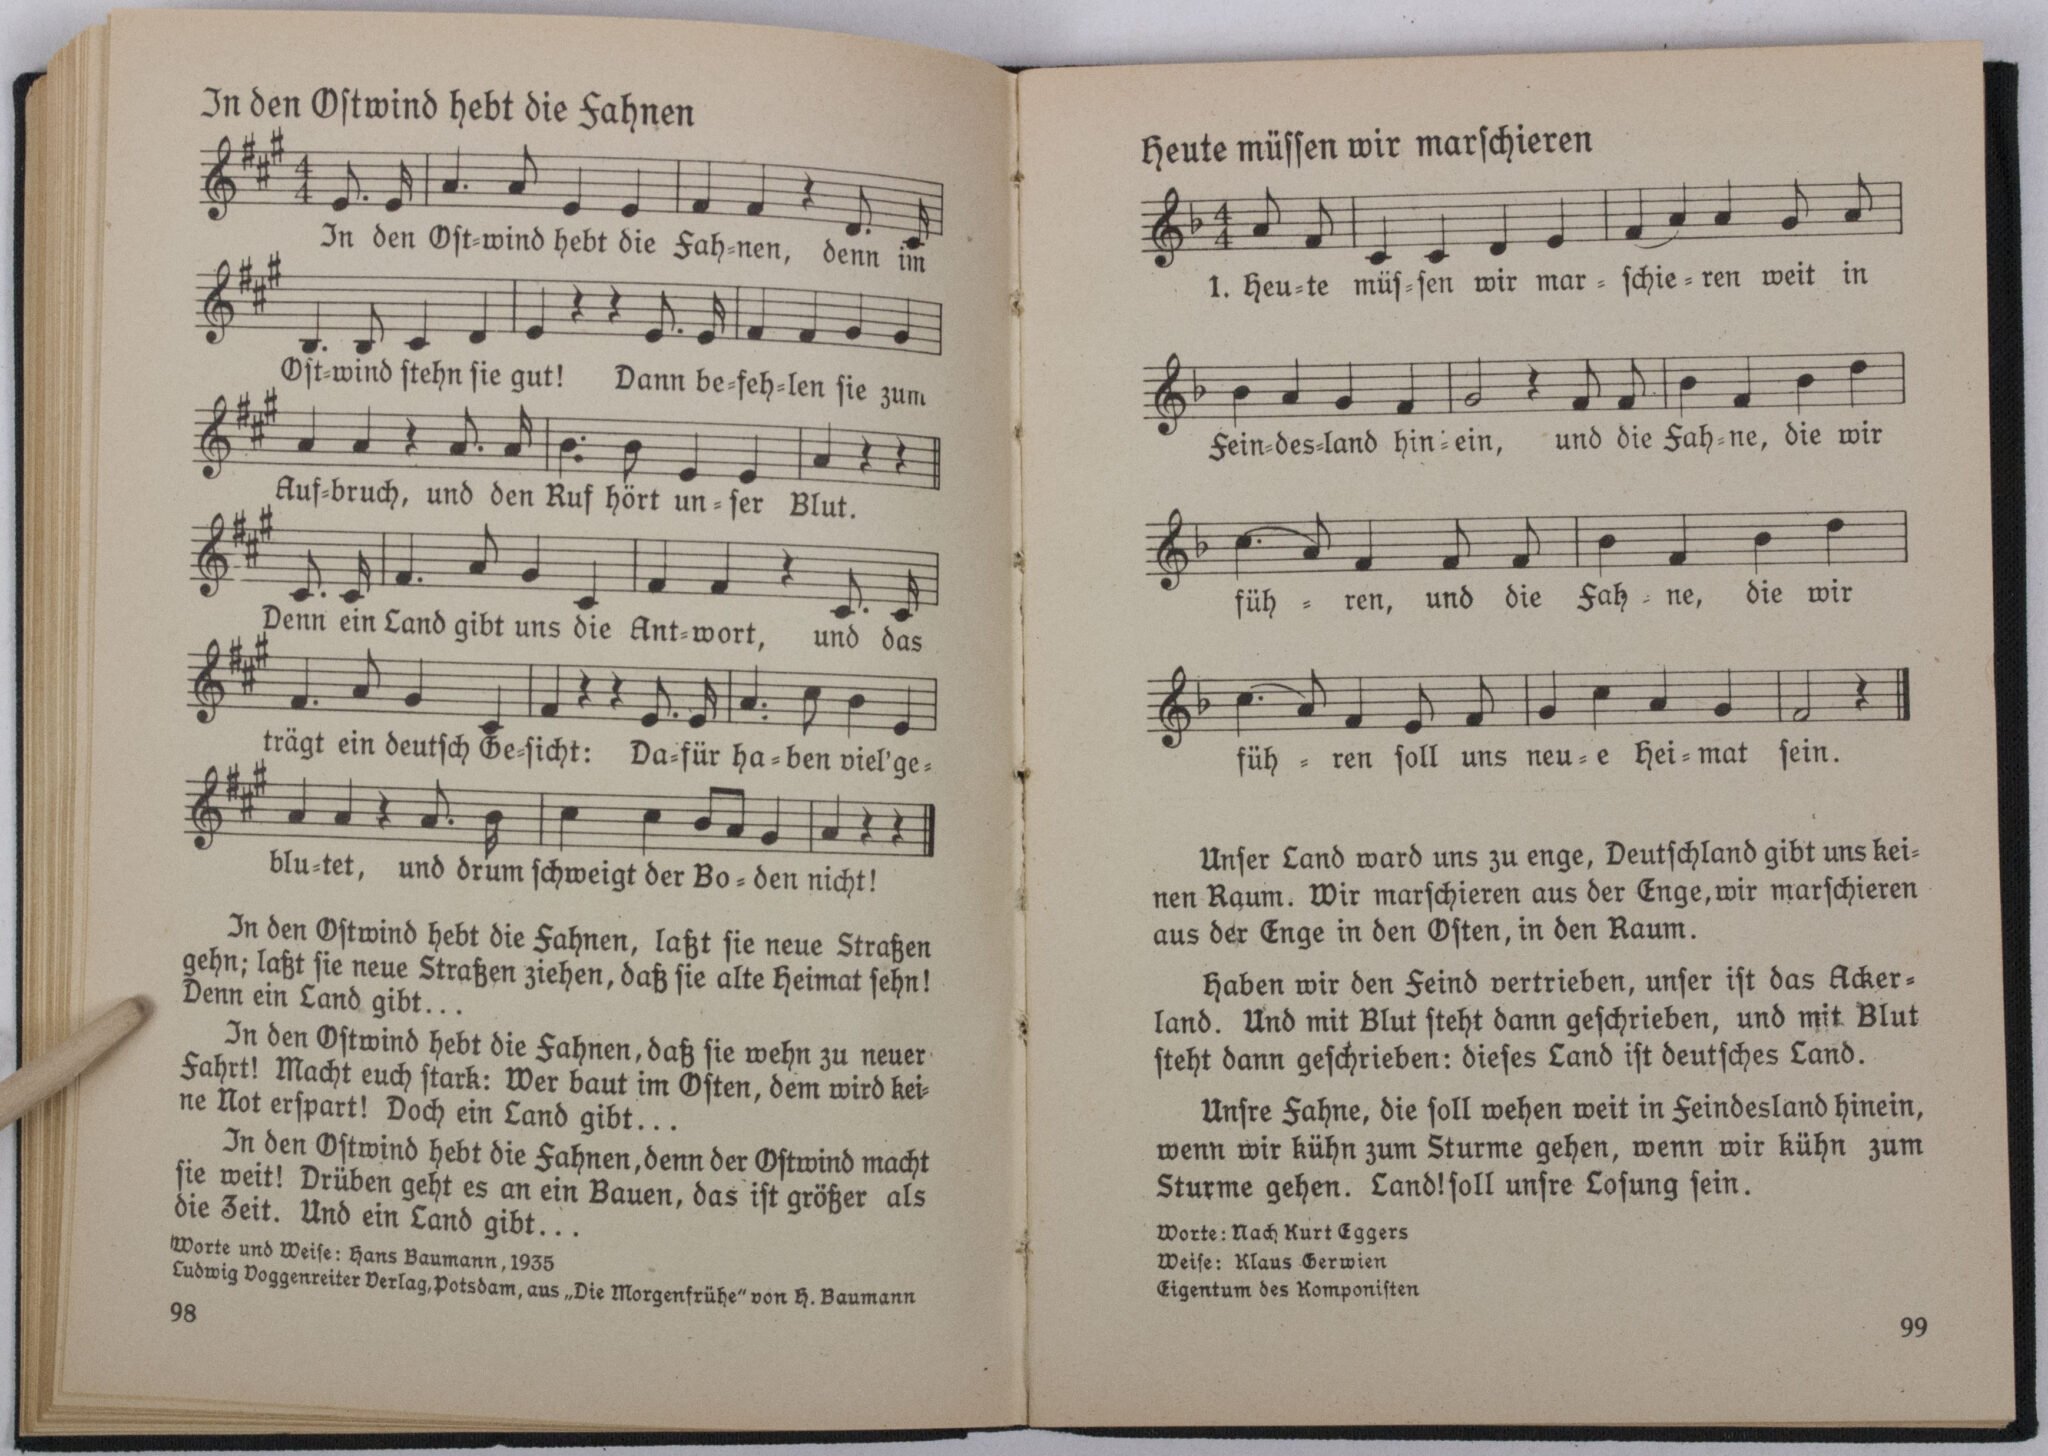 In den Ostwind hebt die Fahnen
4
4
In den Ost-wind hebt die Fah-nen, denn im
Ost-wind stehn sie gut! Dann be-feh-len sie zum
Auf-bruch, und den Ruf hört un-ser Blut.
Denn ein Land gibt uns die Ant-wort, und das
trägt ein deutsch Ge-sicht: Da-für ha-ben viel' ge-
blu-tet, und drum schweigt der Bo-den nicht!
In den Ostwind hebt die Fahnen, laßt sie neue Straßen
gehn; laßt sie neue Straßen ziehen, daß sie alte Heimat sehn!
Denn ein Land gibt...
In den Ostwind hebt die Fahnen, daß sie wehn zu neuer
Fahrt! Macht euch stark: Wer baut im Osten, dem wird kei-
ne Not erspart! Doch ein Land gibt...
In den Ostwind hebt die Fahnen, denn der Ostwind macht
sie weit! Drüben geht es an ein Bauen, das ist größer als
die Zeit. Und ein Land gibt...
Worte und Weise: Hans Baumann, 1935
Ludwig Voggenreiter Verlag, Potsdam, aus „Die Morgenfrühe“ von H. Baumann
98
Heute müssen wir marschieren
4
4
1. Heu-te müs-sen wir mar-schie-ren weit in
Fein-des-land hin-ein, und die Fah-ne, die wir
füh-ren, und die Fah-ne, die wir
füh-ren soll uns neu-e Hei-mat sein.
Unser Land ward uns zu enge, Deutschland gibt uns kei-
nen Raum. Wir marschieren aus der Enge, wir marschieren
aus der Enge in den Osten, in den Raum.
Haben wir den Feind vertrieben, unser ist das Acker-
land. Und mit Blut steht dann geschrieben, und mit Blut
steht dann geschrieben: dieses Land ist deutsches Land.
Unsre Fahne, die soll wehen weit in Feindesland hinein,
wenn wir kühn zum Sturme gehen, wenn wir kühn zum
Sturme gehen. Land! soll unsre Losung sein.
Worte: Nach Kurt Eggers
Weise: Klaus Gerwien
Eigentum des Komponisten
99